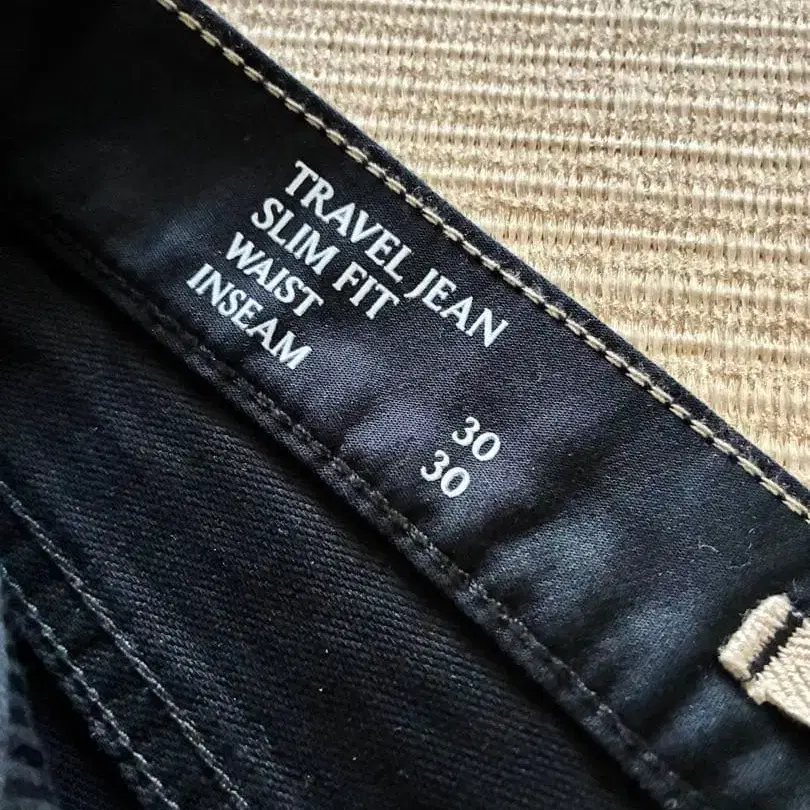 TRAVEL JEAN
SLIM FIT
WAIST 30
INSEAM 30